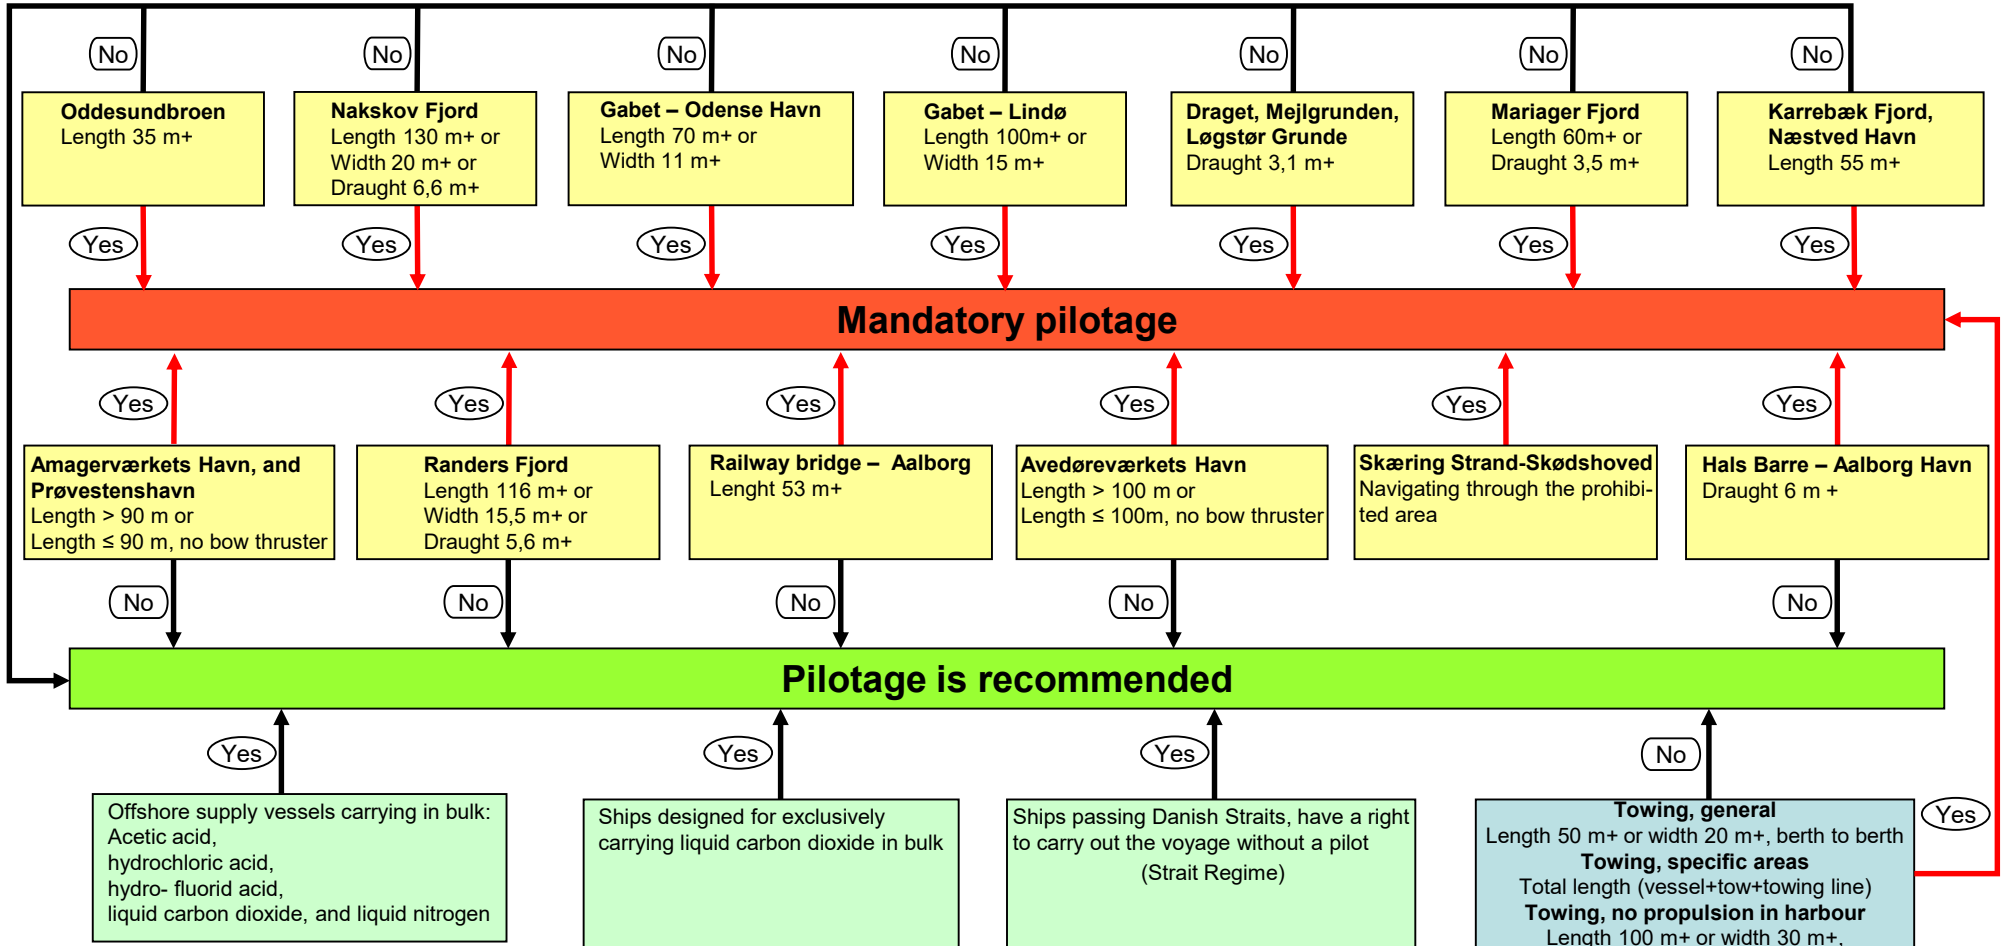 No
No
No
No
No
No
No
Oddesundbroen
Length 35 m+
Nakskov Fjord
Length 130 m+ or
Width 20 m+ or
Draught 6,6 m+
Gabet – Odense Havn
Length 70 m+ or
Width 11 m+
Gabet – Lindø
Length 100m+ or
Width 15 m+
Draget, Mejlgrunden,
Løgstør Grunde
Draught 3,1 m+
Mariager Fjord
Length 60m+ or
Draught 3,5 m+
Karrebæk Fjord,
Næstved Havn
Length 55 m+
Yes
Yes
Yes
Yes
Yes
Yes
Yes
Mandatory pilotage
Yes
Yes
Yes
Yes
Yes
Yes
Amagerværkets Havn, and
Prøvestenshavn
Length > 90 m or
Length ≤ 90 m, no bow thruster
Randers Fjord
Length 116 m+ or
Width 15,5 m+ or
Draught 5,6 m+
Railway bridge – Aalborg
Lenght 53 m+
Avedøreværkets Havn
Length > 100 m or
Length ≤ 100m, no bow thruster
Skæring Strand-Skødshoved
Navigating through the prohibi-
ted area
Hals Barre – Aalborg Havn
Draught 6 m +
No
No
No
No
No
Pilotage is recommended
Yes
Yes
Yes
No
Offshore supply vessels carrying in bulk:
Acetic acid,
hydrochloric acid,
hydro- fluorid acid,
liquid carbon dioxide, and liquid nitrogen
Ships designed for exclusively
carrying liquid carbon dioxide in bulk
Ships passing Danish Straits, have a right
to carry out the voyage without a pilot
(Strait Regime)
Towing, general
Length 50 m+ or width 20 m+, berth to berth
Towing, specific areas
Total length (vessel+tow+towing line)
Towing, no propulsion in harbour
Length 100 m+ or width 30 m+,
Yes